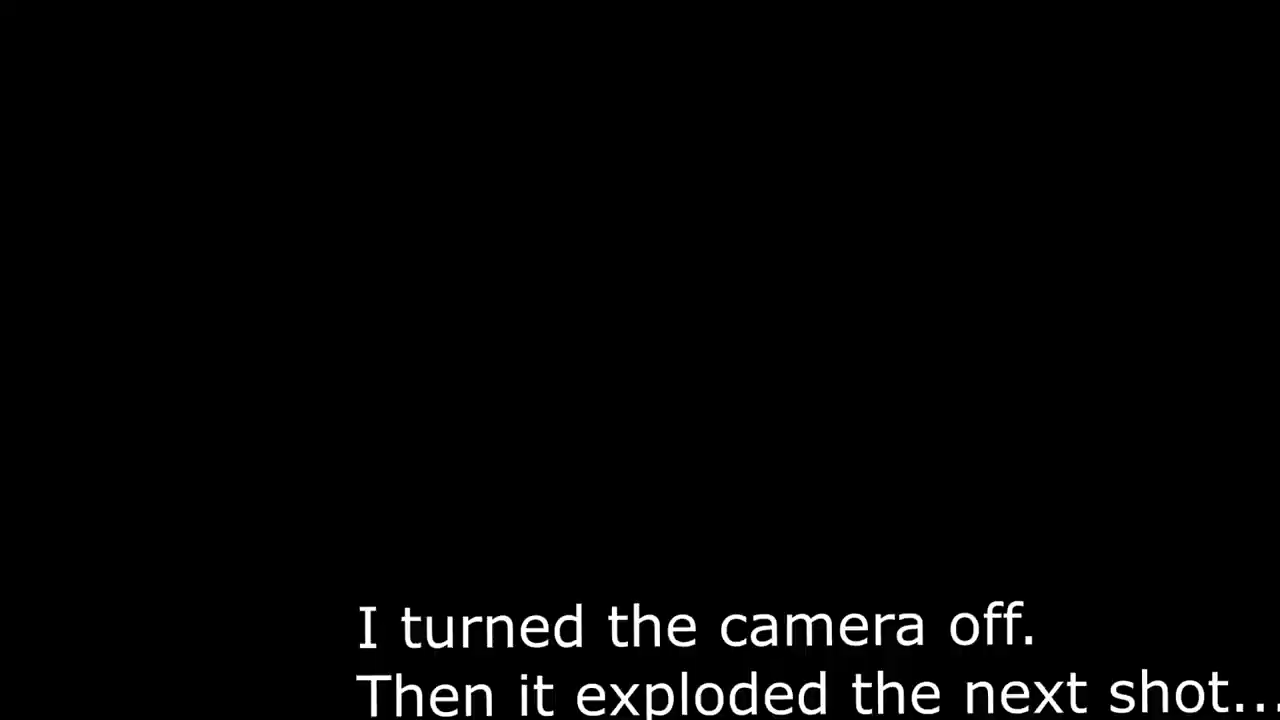 I turned the camera off.
Then it exploded the next shot...